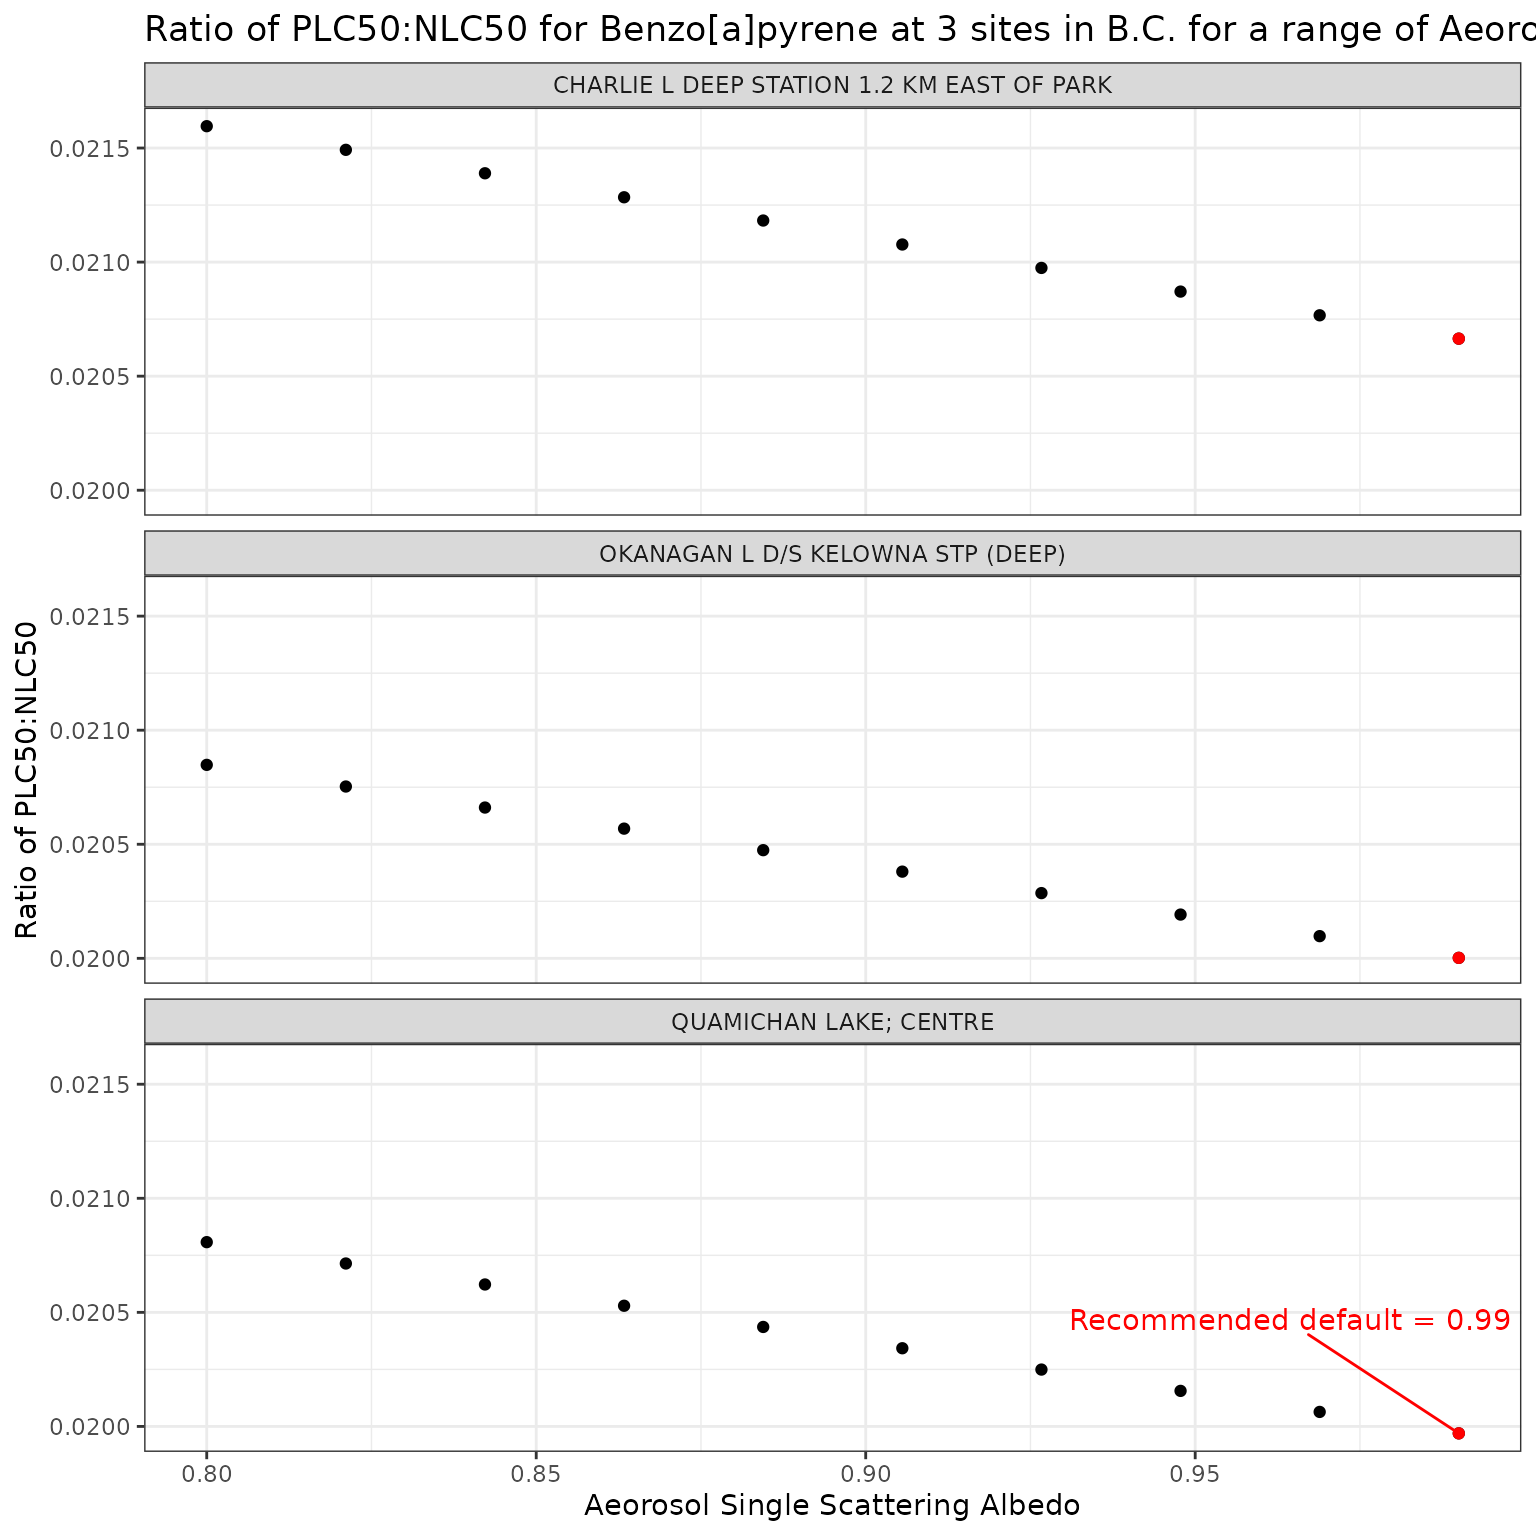 Ratio of PLC50:NLC50 for Benzo[a]pyrene at 3 sites in B.C. for a range of Aeoro
CHARLIE L DEEP STATION 1.2 KM EAST OF PARK
0.0215
0.0210
0.0205
0.0200
OKANAGAN L D/S KELOWNA STP (DEEP)
0.0215
0.0210
0.0205
0.0200
Ratio of PLC50:NLC50
QUAMICHAN LAKE; CENTRE
0.0215
0.0210
0.0205
0.0200
Recommended default = 0.99
0.80 0.85 0.90 0.95
Aeorosol Single Scattering Albedo